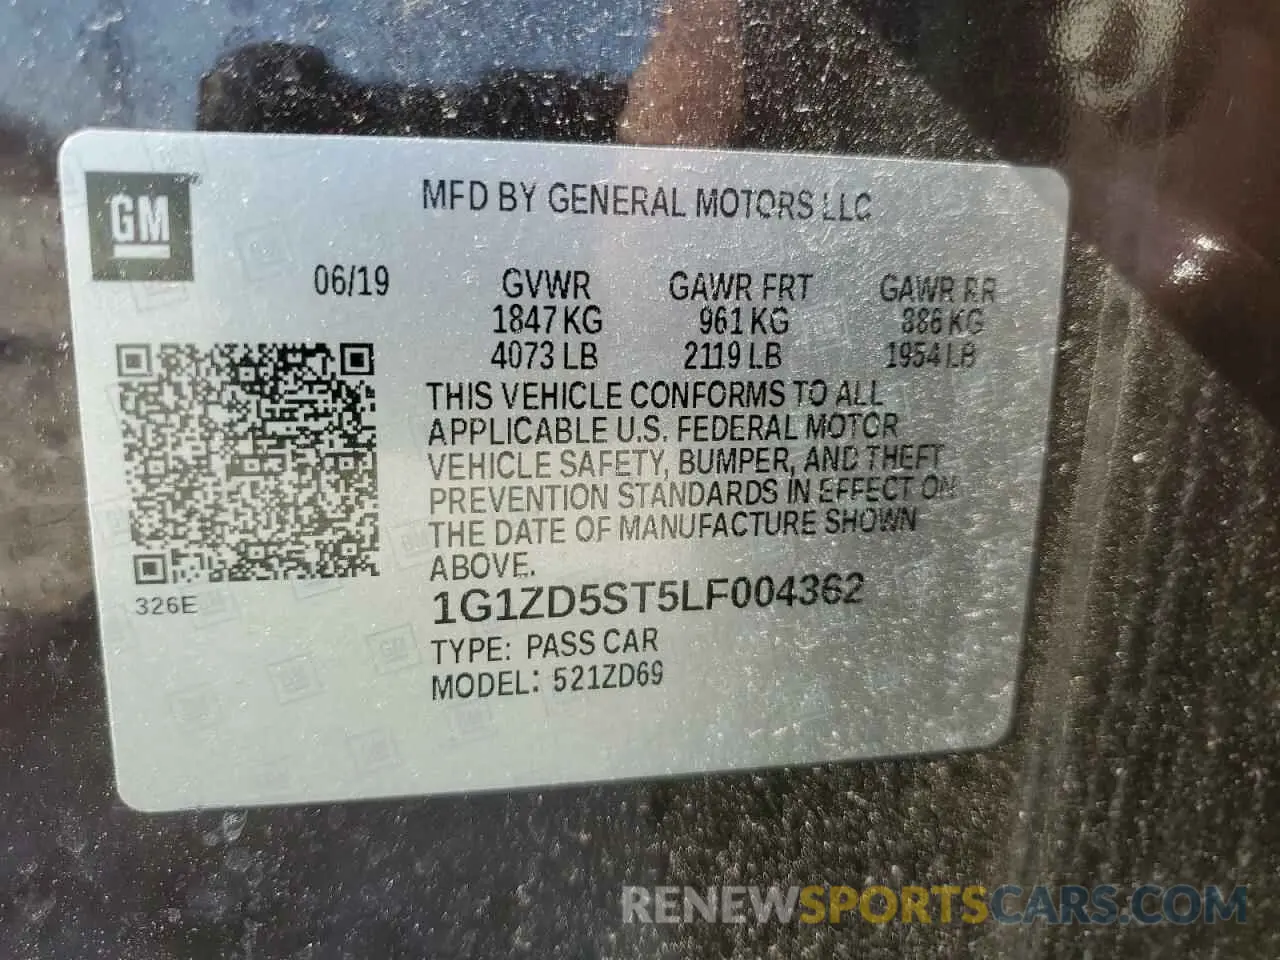 GM
MFD BY GENERAL MOTORS LLC
06/19 GVWR GAWR FRT GAWR RR
1847 KG 961 KG 886 KG
4073 LB 2119 LB 1954 LB
THIS VEHICLE CONFORMS TO ALL
APPLICABLE U.S. FEDERAL MOTOR
VEHICLE SAFETY, BUMPER, AND THEFT
PREVENTION STANDARDS IN EFFECT ON
THE DATE OF MANUFACTURE SHOWN
ABOVE.
326E
1G1ZD5ST5LF004362
TYPE: PASS CAR
MODEL: 521ZD69
RENEWSPORTSCARS.COM